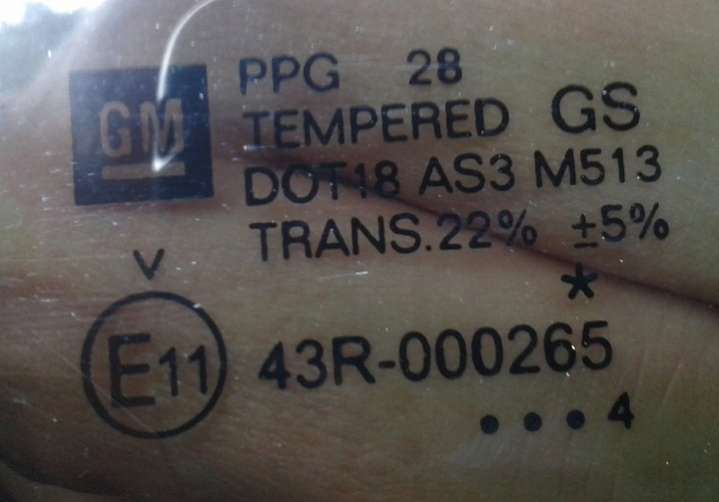 GM
PPG 28
TEMPERED GS
DOT18 AS3 M513
TRANS.22% ±5%
V
*
E11 43R-000265
• • • 4